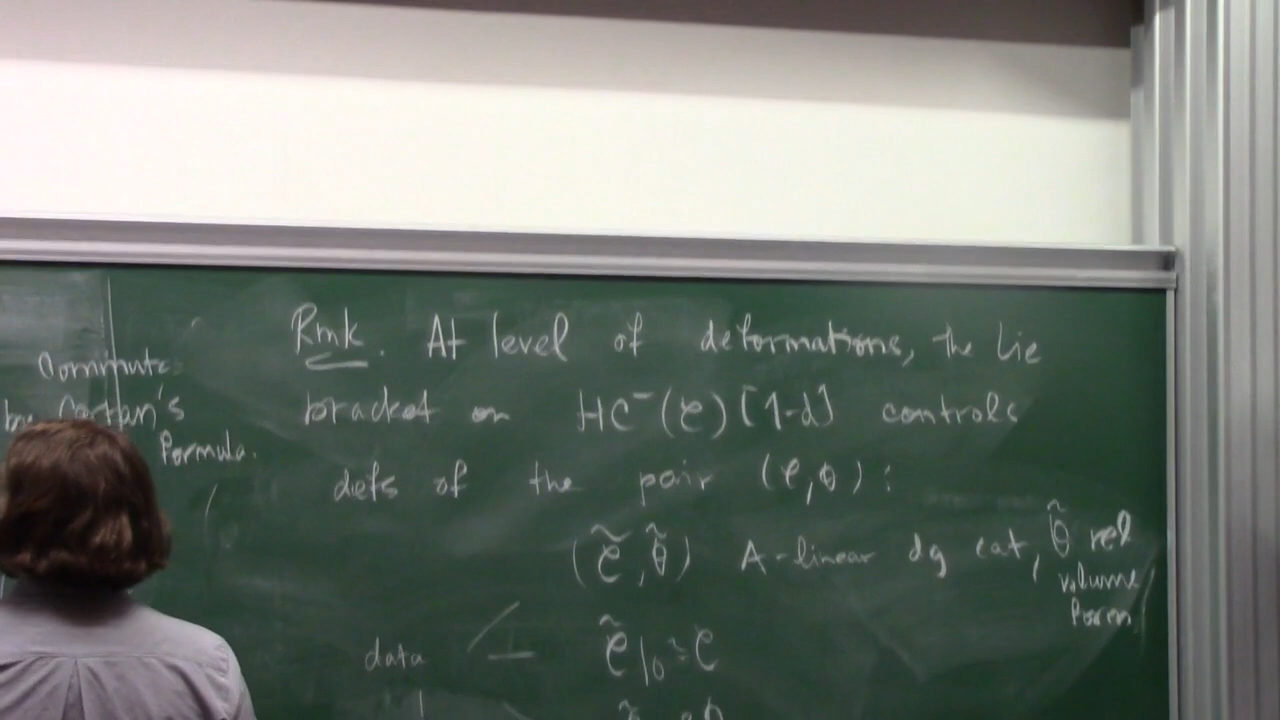 Commute
by Cartan's
Formula.
Rmk. At level of deformations, the Lie
bracket on HC⁻(𝒞)[1-d] controls
defs of the pair (𝒞,θ):
(𝒞̃,θ̃) A-linear dg cat, θ̃ rel
volume
form
data
𝒞̃|₀ ≃ 𝒞